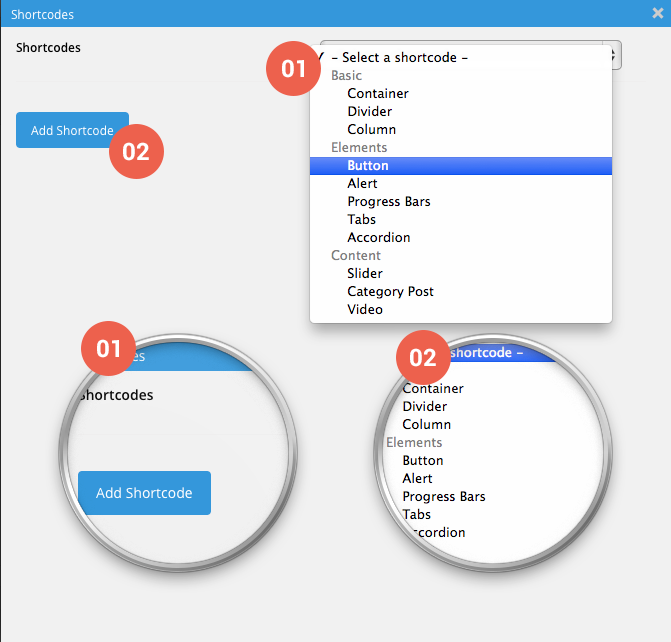 Shortcodes
Shortcodes
01
– Select a shortcode –
Basic
Container
Divider
Column
Add Shortcode
02
Elements
Button
Alert
Progress Bars
Tabs
Accordion
Content
Slider
Category Post
Video
01
es
Shortcodes
Add Shortcode
02
shortcode –
Container
Divider
Column
Elements
Button
Alert
Progress Bars
Tabs
ccordion